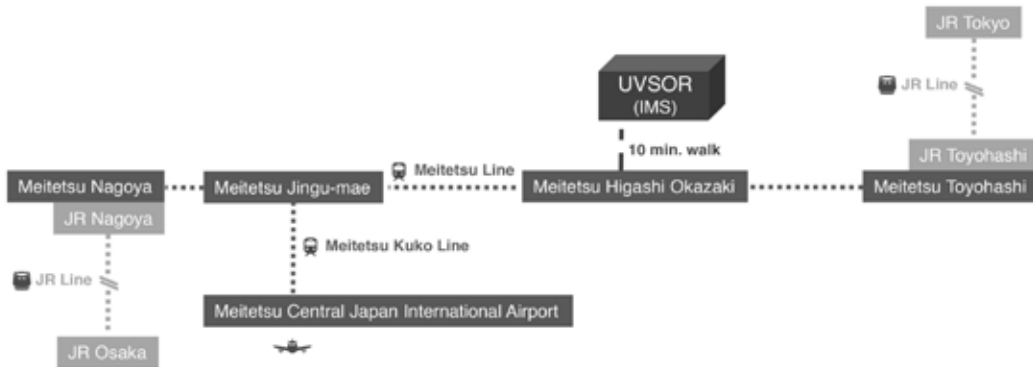 JR Tokyo
UVSOR
(IMS)
JR Line
10 min. walk
JR Toyohashi
Meitetsu Line
Meitetsu Nagoya
Meitetsu Jingu-mae
Meitetsu Higashi Okazaki
Meitetsu Toyohashi
JR Nagoya
Meitetsu Kuko Line
JR Line
Meitetsu Central Japan International Airport
JR Osaka